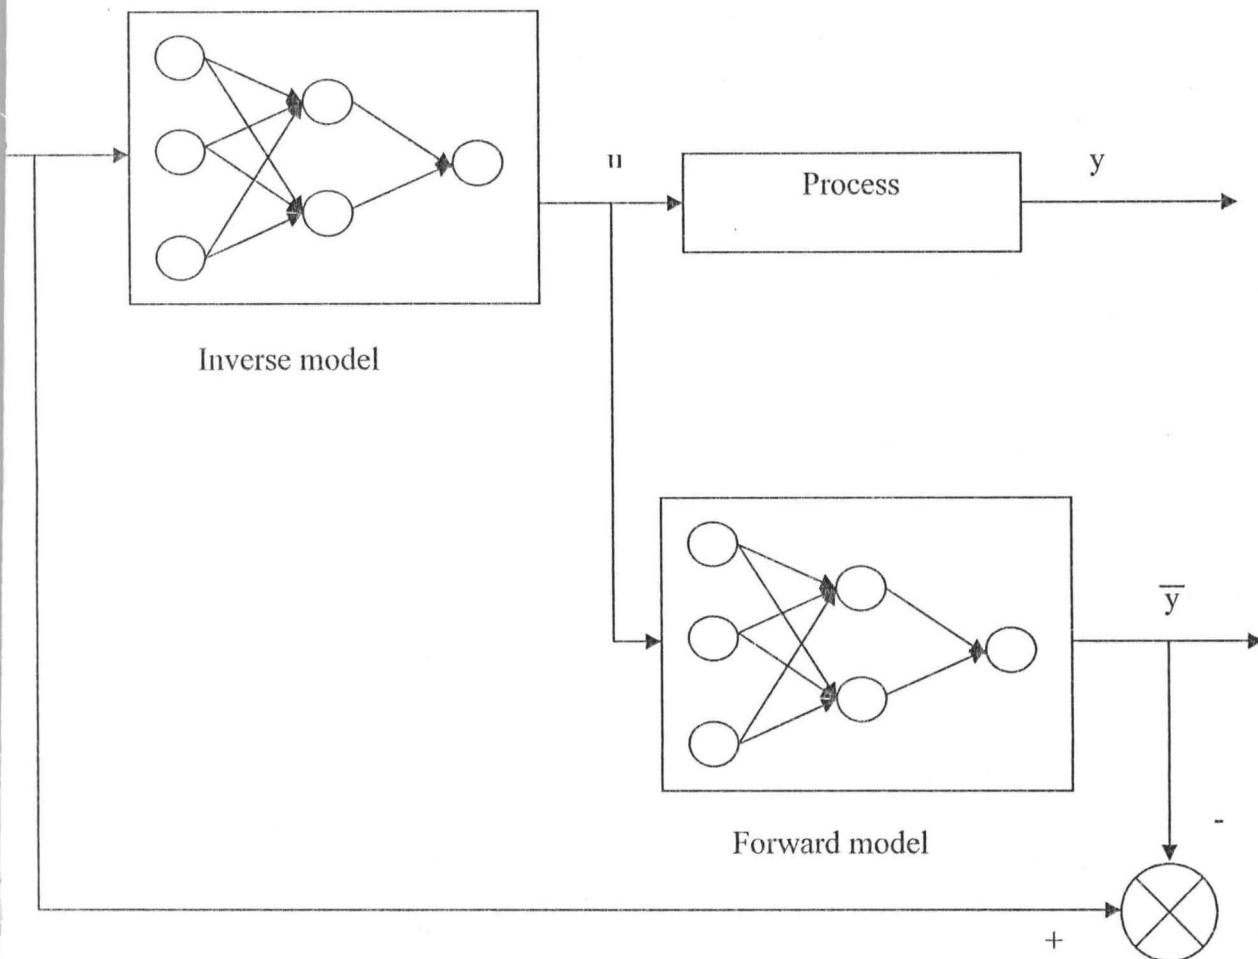 u
Process
y
Inverse model
y̅
Forward model
-
+